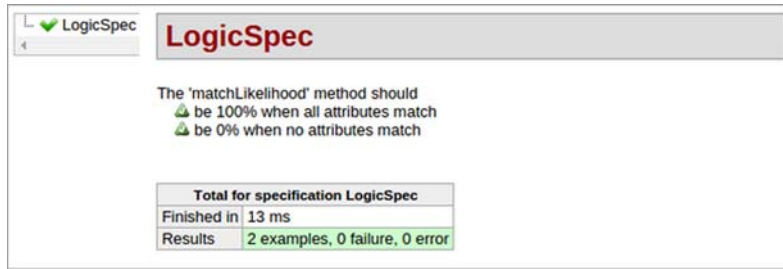 LogicSpec
LogicSpec
The 'matchLikelihood' method should
be 100% when all attributes match
be 0% when no attributes match
Total for specification LogicSpec
Finished in 13 ms
Results 2 examples, 0 failure, 0 error